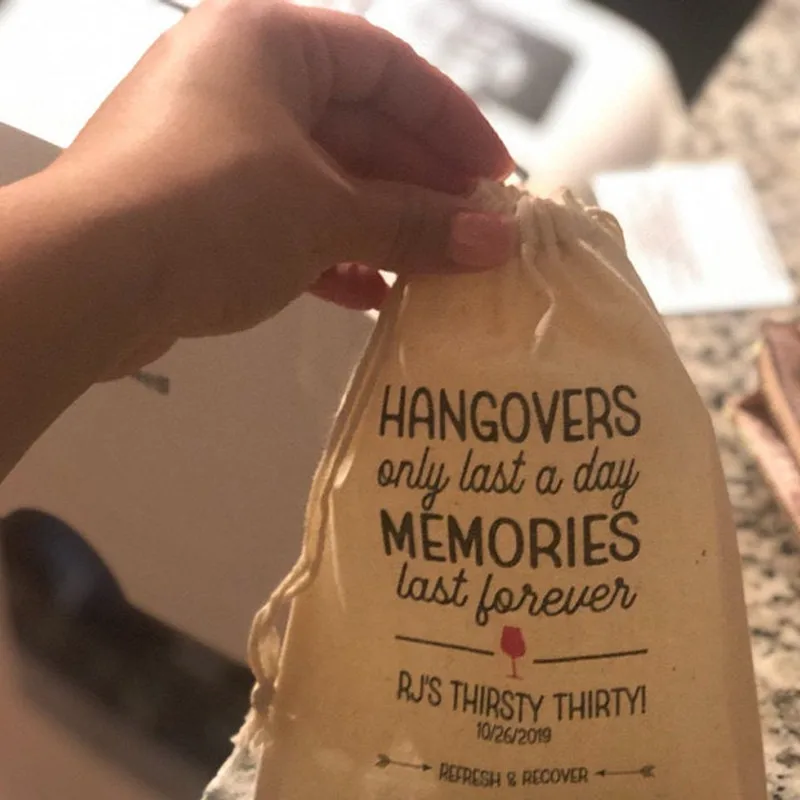 HANGOVERS
only last a day
MEMORIES
last forever
RJ'S THIRSTY THIRTY!
10/26/2019
REFRESH & RECOVER